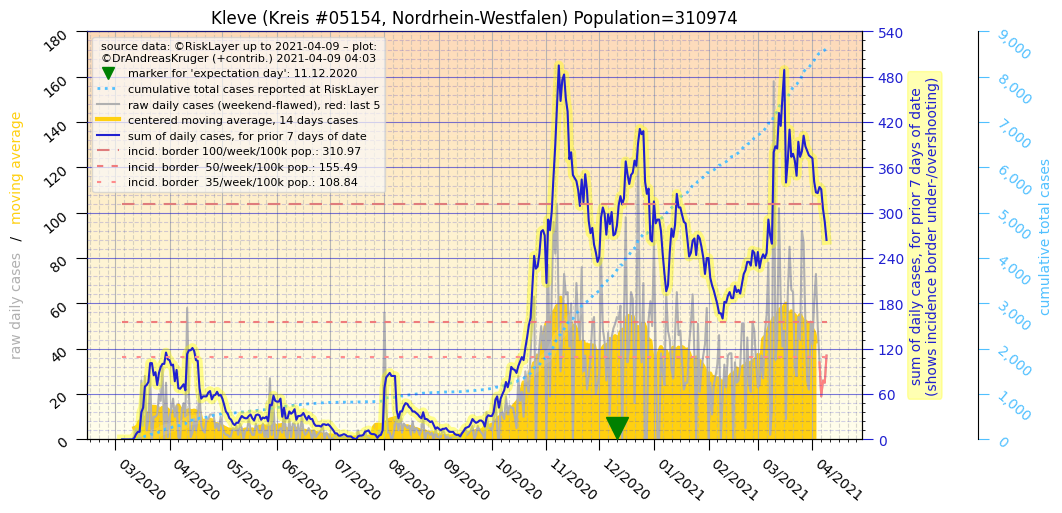 Kleve (Kreis #05154, Nordrhein-Westfalen) Population=310974
source data: ©RiskLayer up to 2021-04-09 – plot:
©DrAndreasKruger (+contrib.) 2021-04-09 04:03
marker for 'expectation day': 11.12.2020
cumulative total cases reported at RiskLayer
raw daily cases (weekend-flawed), red: last 5
centered moving average, 14 days cases
sum of daily cases, for prior 7 days of date
incid. border 100/week/100k pop.: 310.97
incid. border  50/week/100k pop.: 155.49
incid. border  35/week/100k pop.: 108.84
raw daily cases  /  moving average
180
160
140
120
100
80
60
40
20
0
03/2020
04/2020
05/2020
06/2020
07/2020
08/2020
09/2020
10/2020
11/2020
12/2020
01/2021
02/2021
03/2021
04/2021
540
480
420
360
300
240
180
120
60
0
sum of daily cases, for prior 7 days of date
(shows incidence border under-/overshooting)
9,000
8,000
7,000
6,000
5,000
4,000
3,000
2,000
1,000
0
cumulative total cases